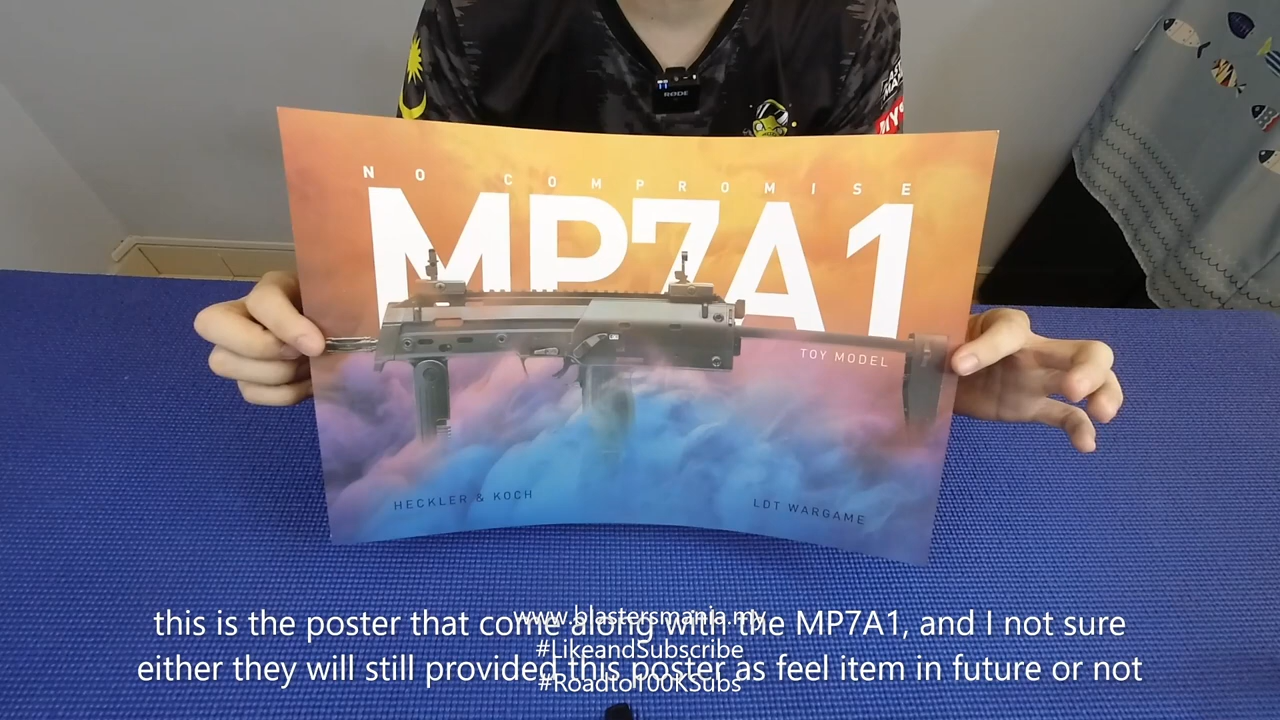 RØDE
NO COMPROMISE
MP7A1
TOY MODEL
HECKLER & KOCH
LDT WARGAME
this is the poster that come along with the MP7A1, and I not sure
either they will still provided this poster as feel item in future or not
www.blastersmania.my
#LikeandSubscribe
#Roadto100KSubs